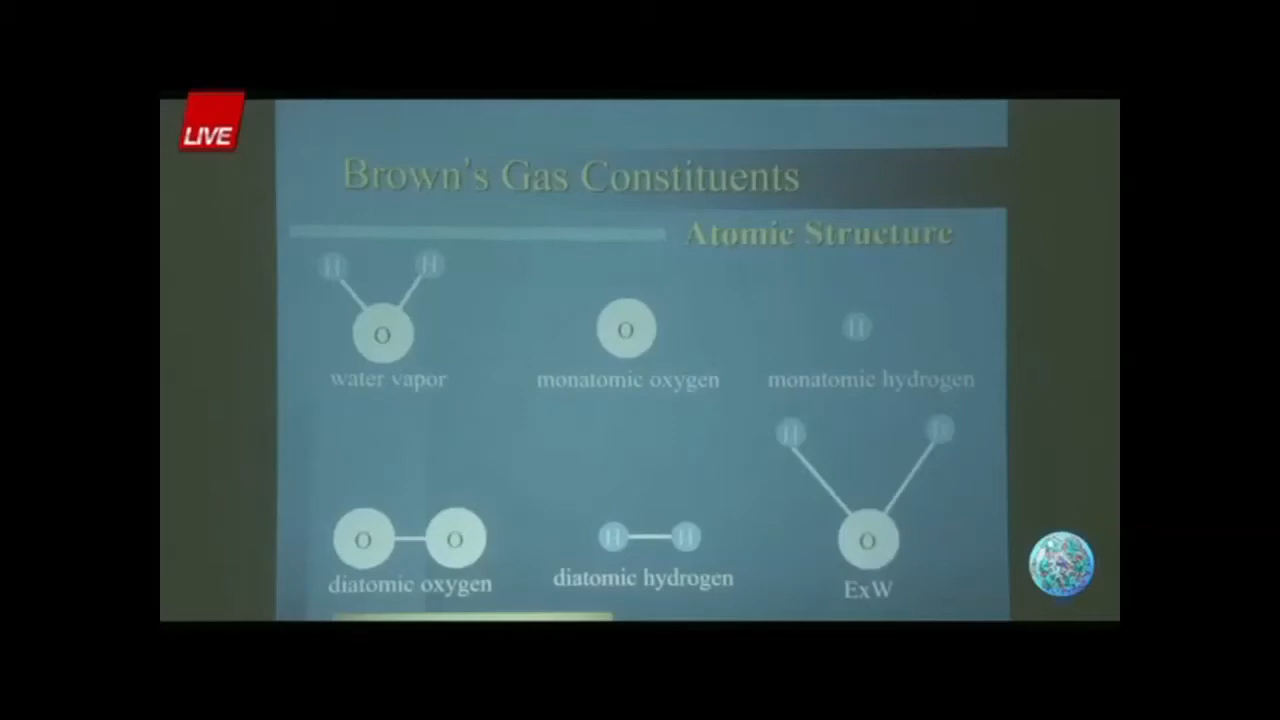 LIVE
Brown's Gas Constituents
Atomic Structure
H H
O
water vapor
O
monatomic oxygen
H
monatomic hydrogen
O O
diatomic oxygen
H H
diatomic hydrogen
H H
O
ExW